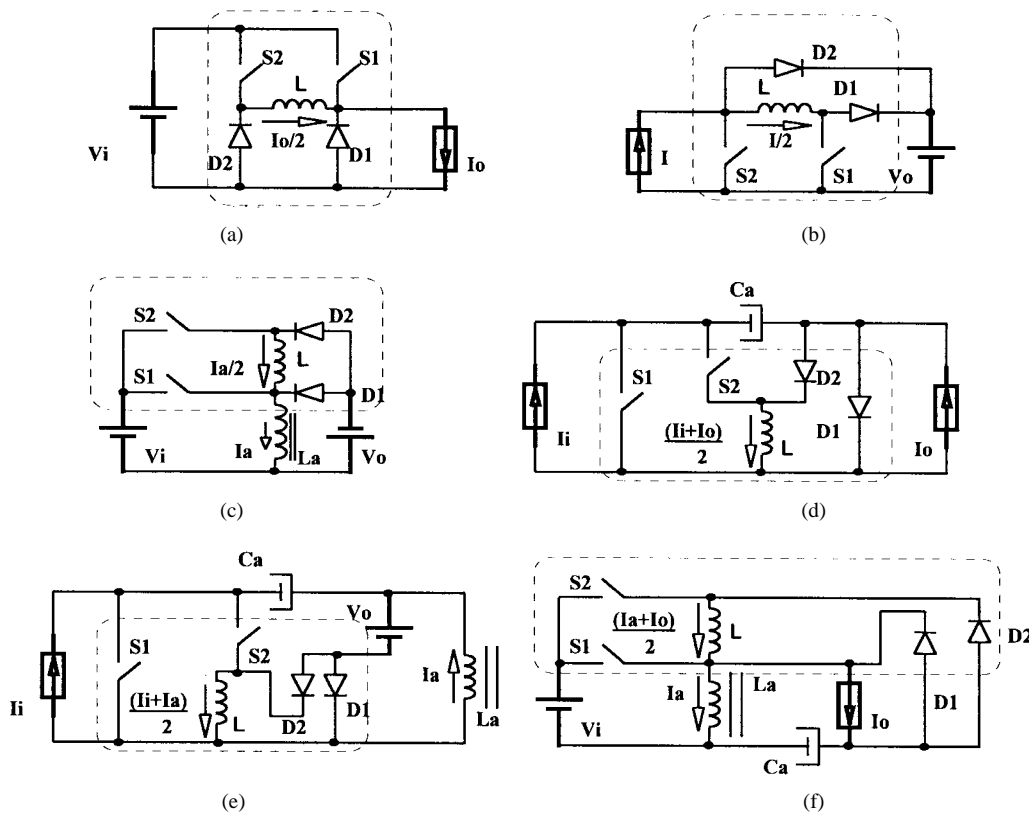 S2
S1
L
Vi
Io/2
D2
D1
Io
(a)
D2
L
D1
I/2
I
S2
S1
Vo
(b)
S2
D2
Ia/2
L
S1
D1
Vi
Ia
La
Vo
(c)
Ca
S1
S2
D2
(Ii+Io)
2
L
D1
Ii
Io
(d)
Ca
Vo
S1
S2
Ia
Ii
(Ii+Ia)
2
L
D2
D1
La
(e)
S2
(Ia+Io)
2
L
D2
S1
Ia
La
D1
Vi
Io
Ca
(f)